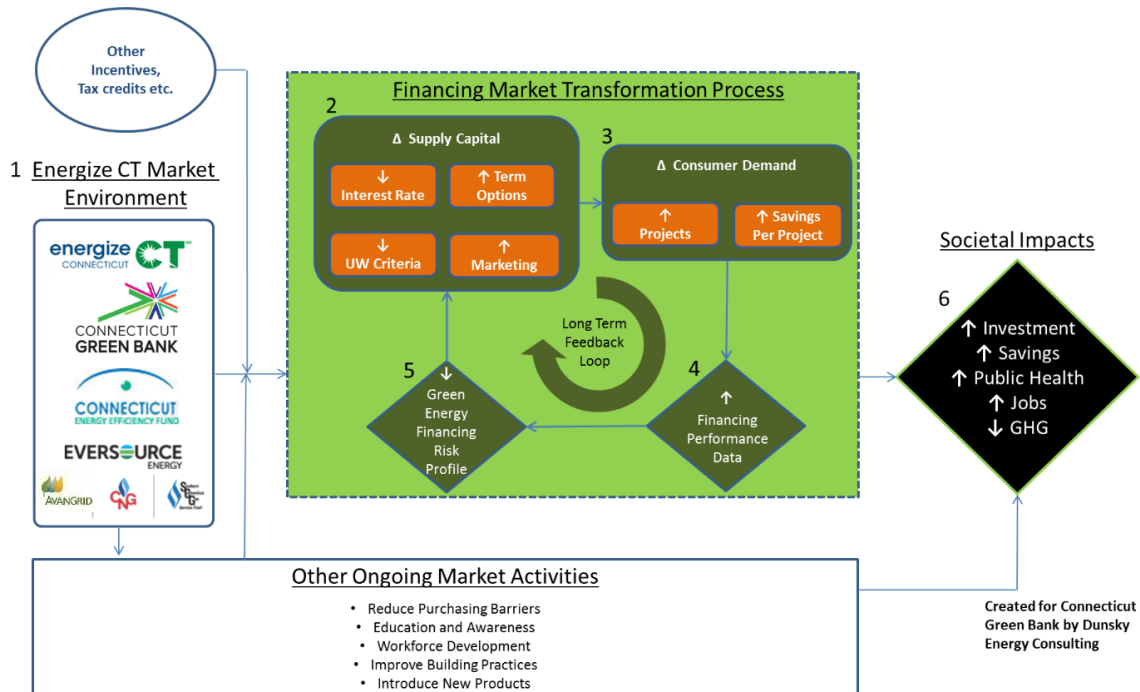 Other
Incentives,
Tax credits etc.
1 Energize CT Market
Environment
energize CT
CONNECTICUT
CONNECTICUT
GREEN BANK
CONNECTICUT
ENERGY EFFICIENCY FUND
EVERSOURCE
ENERGY
AVANGRID
CNG
Southern
SCG
Financing Market Transformation Process
2
Δ Supply Capital
↓
Interest Rate
↑ Term
Options
↓
UW Criteria
↑
Marketing
3
Δ Consumer Demand
↑
Projects
↑ Savings
Per Project
Long Term
Feedback
Loop
4
↑
Financing
Performance
Data
5
↓
Green
Energy
Financing
Risk
Profile
Societal Impacts
6
↑ Investment
↑ Savings
↑ Public Health
↑ Jobs
↓ GHG
Other Ongoing Market Activities
• Reduce Purchasing Barriers
• Education and Awareness
• Workforce Development
• Improve Building Practices
• Introduce New Products
Created for Connecticut
Green Bank by Dunsky
Energy Consulting